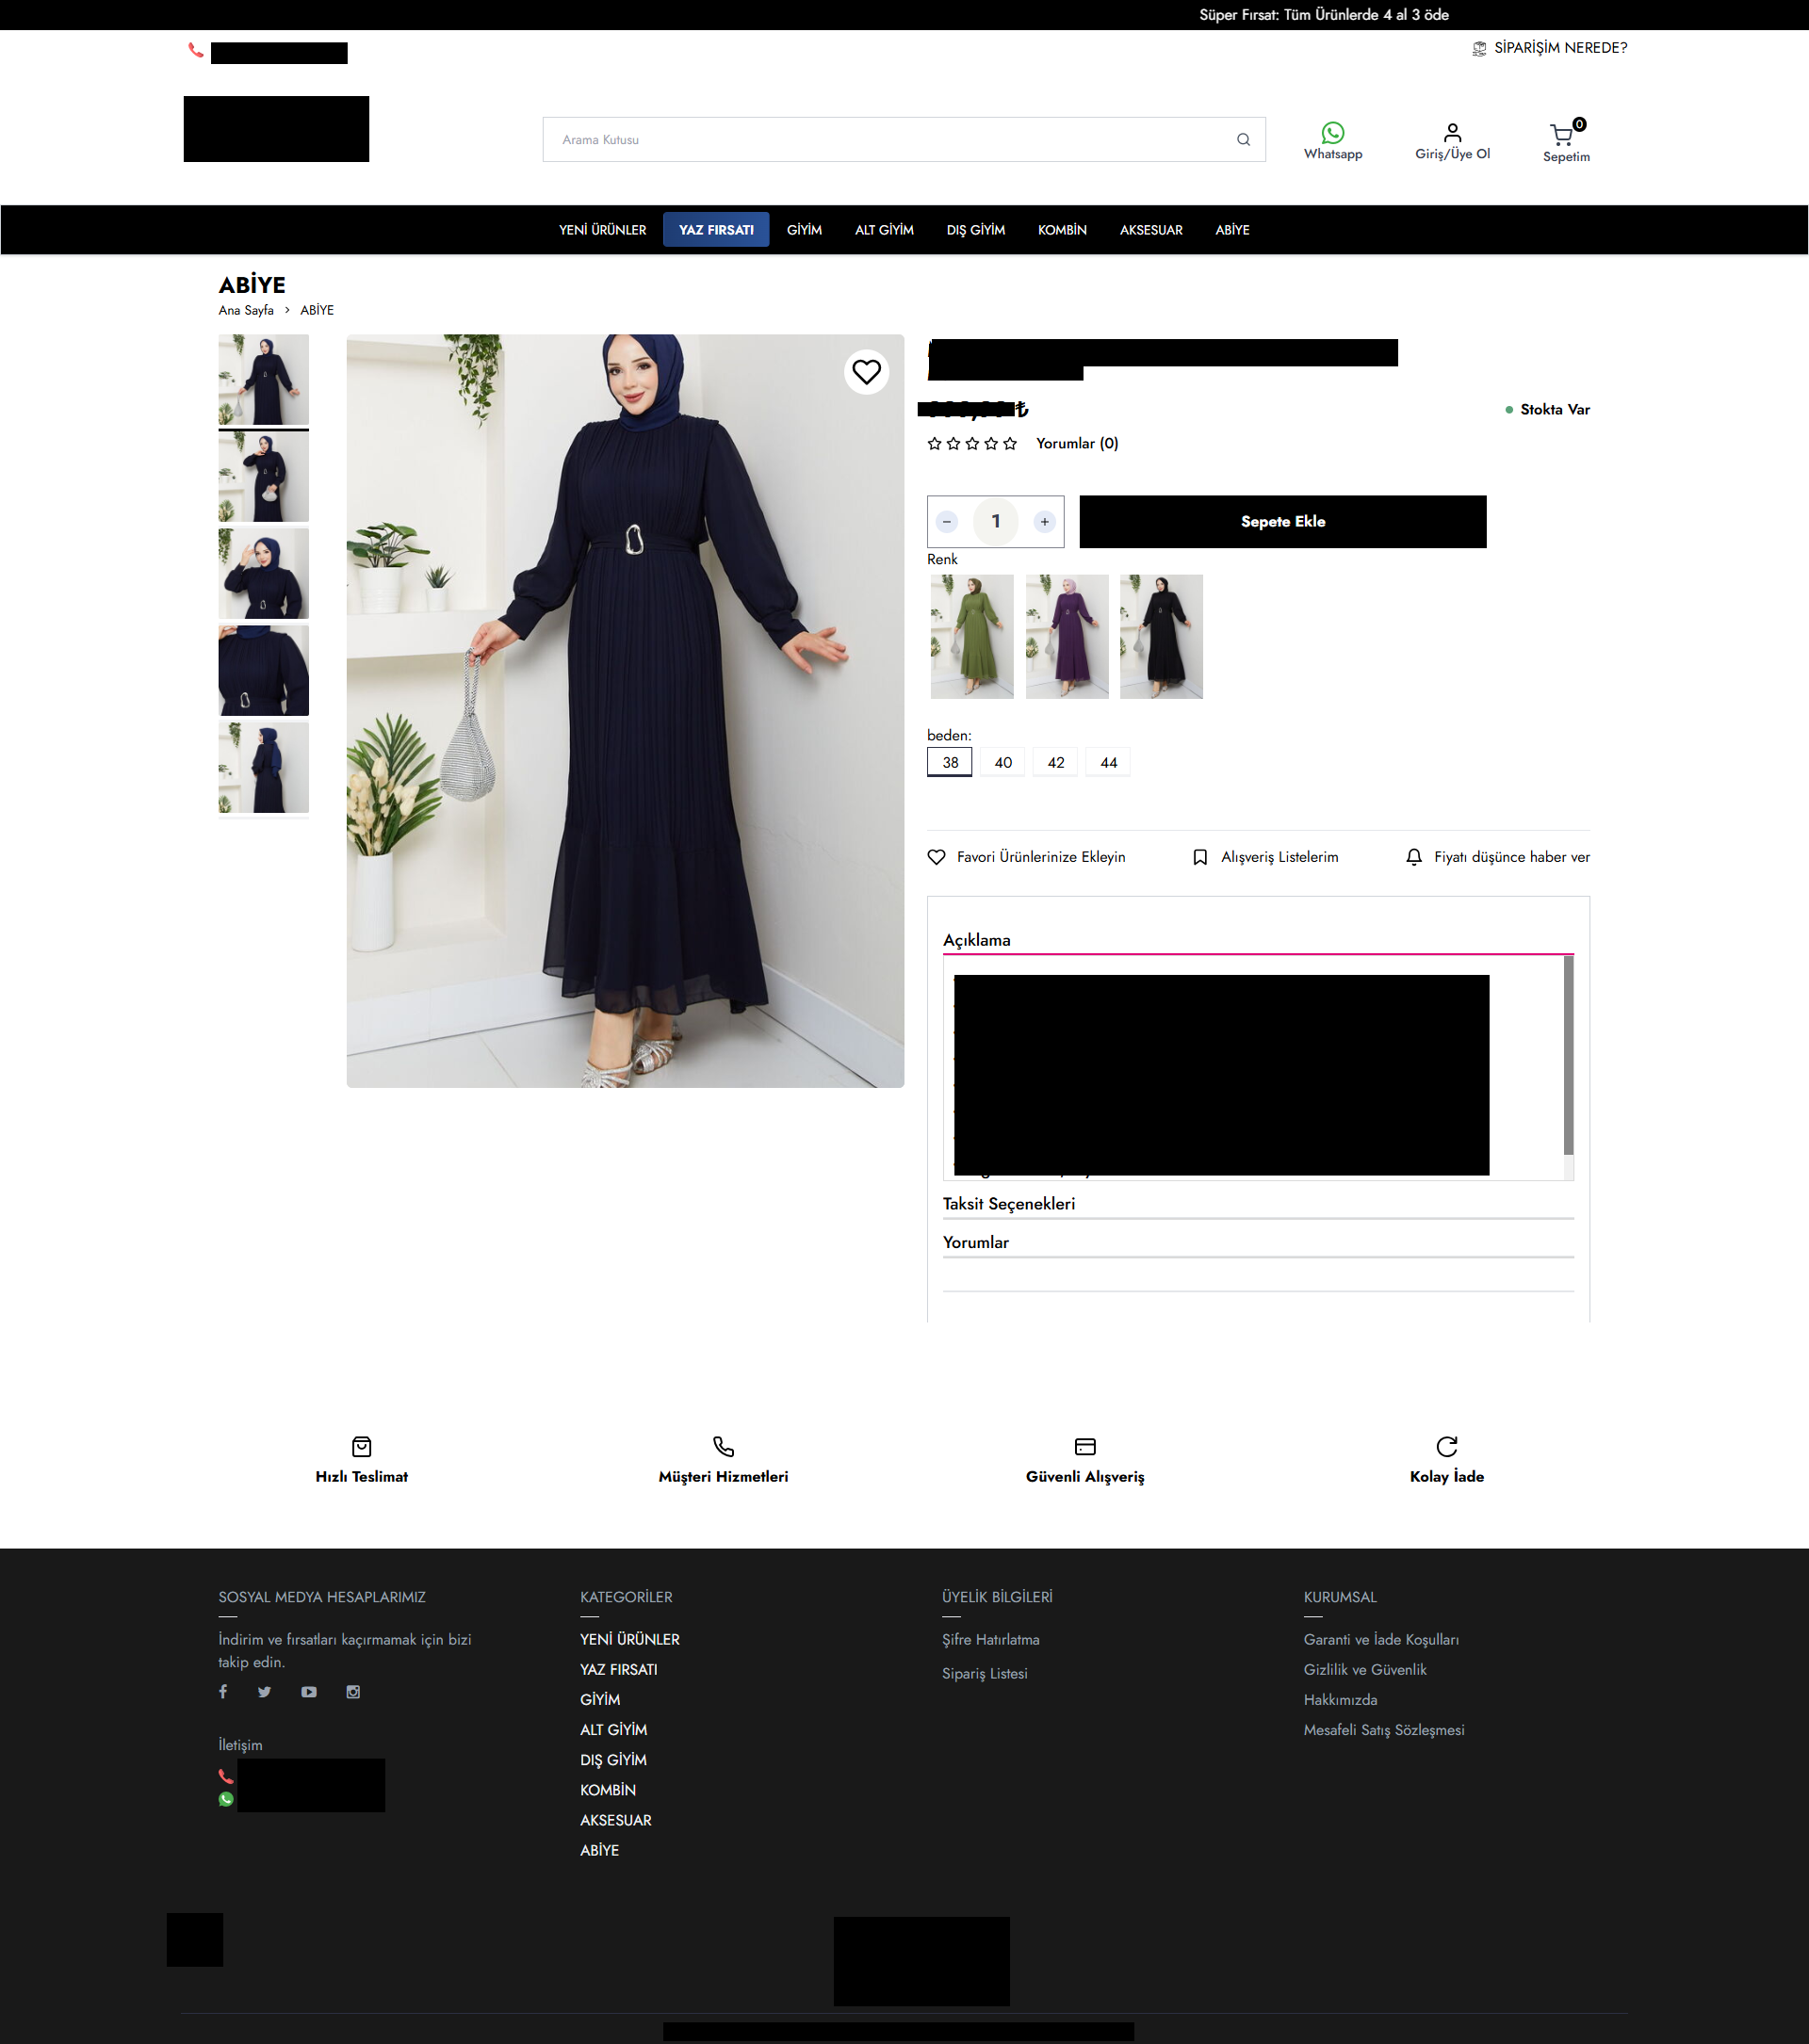 Süper Fırsat: Tüm Ürünlerde 4 al 3 öde
SİPARİŞİM NEREDE?
Arama Kutusu
Whatsapp
Giriş/Üye Ol
0
Sepetim
YENİ ÜRÜNLER YAZ FIRSATI GİYİM ALT GİYİM DIŞ GİYİM KOMBİN AKSESUAR ABİYE
ABİYE
Ana Sayfa > ABİYE
₺
Stokta Var
Yorumlar (0)
− 1 + Sepete Ekle
Renk
beden:
38 40 42 44
Favori Ürünlerinize Ekleyin Alışveriş Listelerim Fiyatı düşünce haber ver
Açıklama
Taksit Seçenekleri
Yorumlar
Hızlı Teslimat Müşteri Hizmetleri Güvenli Alışveriş Kolay İade
SOSYAL MEDYA HESAPLARIMIZ
İndirim ve fırsatları kaçırmamak için bizi
takip edin.
İletişim
KATEGORİLER
YENİ ÜRÜNLER
YAZ FIRSATI
GİYİM
ALT GİYİM
DIŞ GİYİM
KOMBİN
AKSESUAR
ABİYE
ÜYELİK BİLGİLERİ
Şifre Hatırlatma
Sipariş Listesi
KURUMSAL
Garanti ve İade Koşulları
Gizlilik ve Güvenlik
Hakkımızda
Mesafeli Satış Sözleşmesi